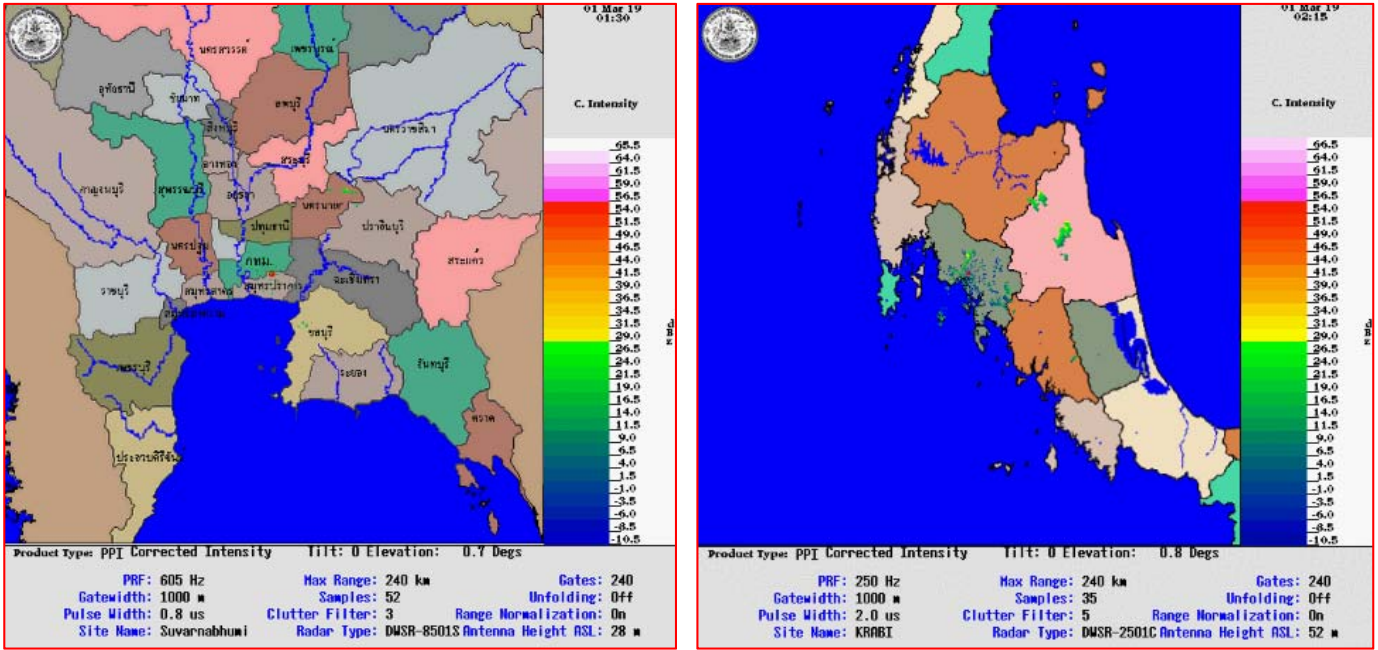 01 Mar 19
01:30
C. Intensity
65.5
64.0
61.5
59.0
56.5
54.0
51.5
49.0
46.5
44.0
41.5
39.0
36.5
34.0
31.5
29.0
26.5
24.0
21.5
19.0
16.5
14.0
11.5
9.0
6.5
4.0
1.5
-1.0
-3.5
-6.0
-8.5
-10.5
นครสวรรค์
เพชรบูรณ์
อุทัยธานี
ชัยนาท
ลพบุรี
สิงห์บุรี
นครราชสีมา
อ่างทอง
สระบุรี
กาญจนบุรี
สุพรรณบุรี
อยุธยา
นครนายก
ปทุมธานี
ปราจีนบุรี
นครปฐม
กทม.
สระแก้ว
ราชบุรี
สมุทรสาคร
สมุทรปราการ
ฉะเชิงเทรา
ชลบุรี
เพชรบุรี
ระยอง
จันทบุรี
ตราด
ประจวบคีรีขันธ์
Product Type: PPI Corrected Intensity Tilt: 0 Elevation: 0.7 Degs
PRF: 605 Hz Max Range: 240 km Gates: 240
Gatewidth: 1000 m Samples: 52 Unfolding: Off
Pulse Width: 0.8 us Clutter Filter: 3 Range Normalization: On
Site Name: Suvarnabhumi Radar Type: DWSR-8501S Antenna Height ASL: 28 m
01 Mar 19
02:15
C. Intensity
66.5
64.0
61.5
59.0
56.5
54.0
51.5
49.0
46.5
44.0
41.5
39.0
36.5
34.0
31.5
29.0
26.5
24.0
21.5
19.0
16.5
14.0
11.5
9.0
6.5
4.0
1.5
-1.0
-3.5
-6.0
-8.5
-10.5
Product Type: PPI Corrected Intensity Tilt: 0 Elevation: 0.8 Degs
PRF: 250 Hz Max Range: 240 km Gates: 240
Gatewidth: 1000 m Samples: 35 Unfolding: Off
Pulse Width: 2.0 us Clutter Filter: 5 Range Normalization: On
Site Name: KRABI Radar Type: DWSR-2501C Antenna Height ASL: 52 m